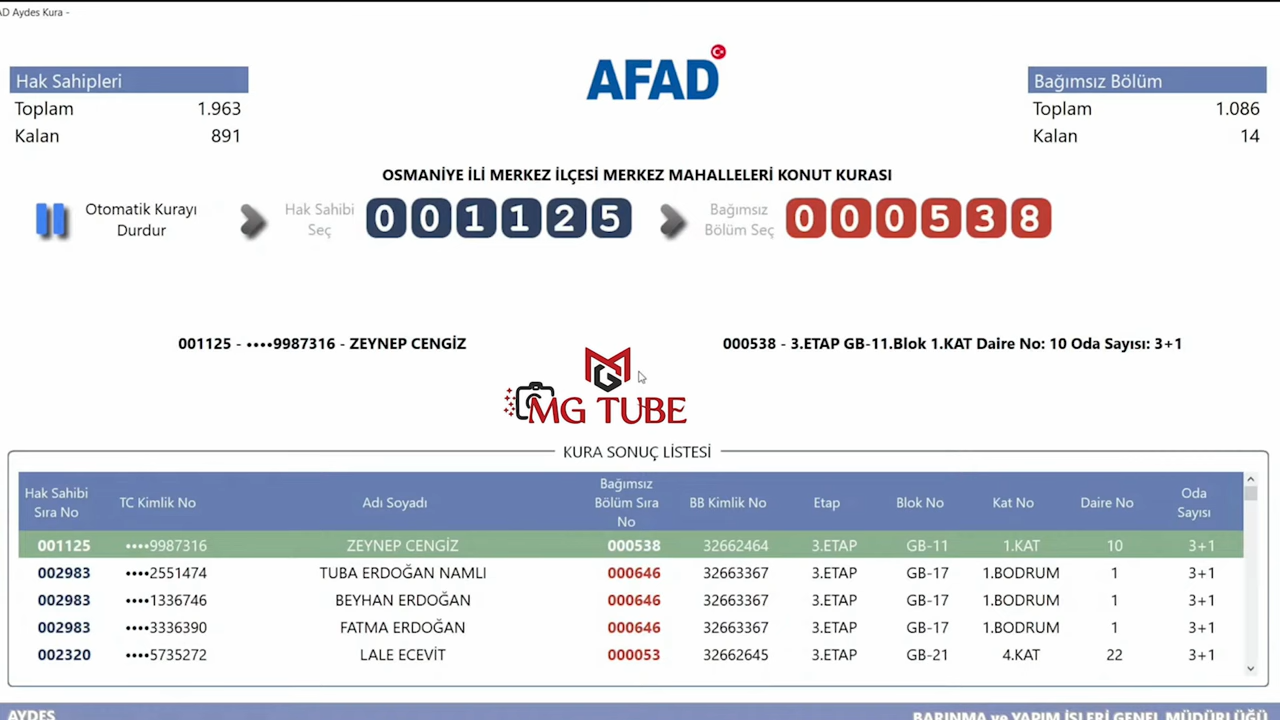 AD Aydes Kura -
AFAD
Hak Sahipleri
Toplam 1.963
Kalan 891
Bağımsız Bölüm
Toplam 1.086
Kalan 14
OSMANİYE İLİ MERKEZ İLÇESİ MERKEZ MAHALLELERİ KONUT KURASI
Otomatik Kurayı
Durdur
Hak Sahibi
Seç
001125
Bağımsız
Bölüm Seç
000538
001125 - ••••9987316 - ZEYNEP CENGİZ
000538 - 3.ETAP GB-11.Blok 1.KAT Daire No: 10 Oda Sayısı: 3+1
MG
MG TUBE
KURA SONUÇ LİSTESİ
Hak Sahibi Sıra No TC Kimlik No Adı Soyadı Bağımsız Bölüm Sıra No BB Kimlik No Etap Blok No Kat No Daire No Oda Sayısı
001125 ••••9987316 ZEYNEP CENGİZ 000538 32662464 3.ETAP GB-11 1.KAT 10 3+1
002983 ••••2551474 TUBA ERDOĞAN NAMLI 000646 32663367 3.ETAP GB-17 1.BODRUM 1 3+1
002983 ••••1336746 BEYHAN ERDOĞAN 000646 32663367 3.ETAP GB-17 1.BODRUM 1 3+1
002983 ••••3336390 FATMA ERDOĞAN 000646 32663367 3.ETAP GB-17 1.BODRUM 1 3+1
002320 ••••5735272 LALE ECEVİT 000053 32662645 3.ETAP GB-21 4.KAT 22 3+1
AYDES
BARINMA ve YAPIM İŞLERİ GENEL MÜDÜRLÜĞÜ